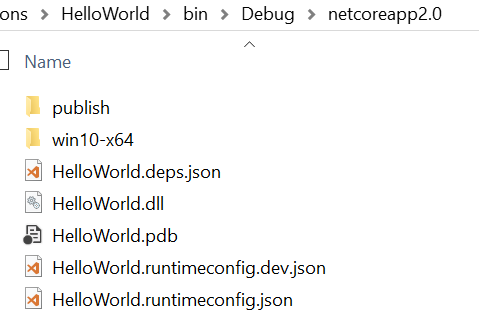 ons > HelloWorld > bin > Debug > netcoreapp2.0
Name
publish
win10-x64
HelloWorld.deps.json
HelloWorld.dll
HelloWorld.pdb
HelloWorld.runtimeconfig.dev.json
HelloWorld.runtimeconfig.json